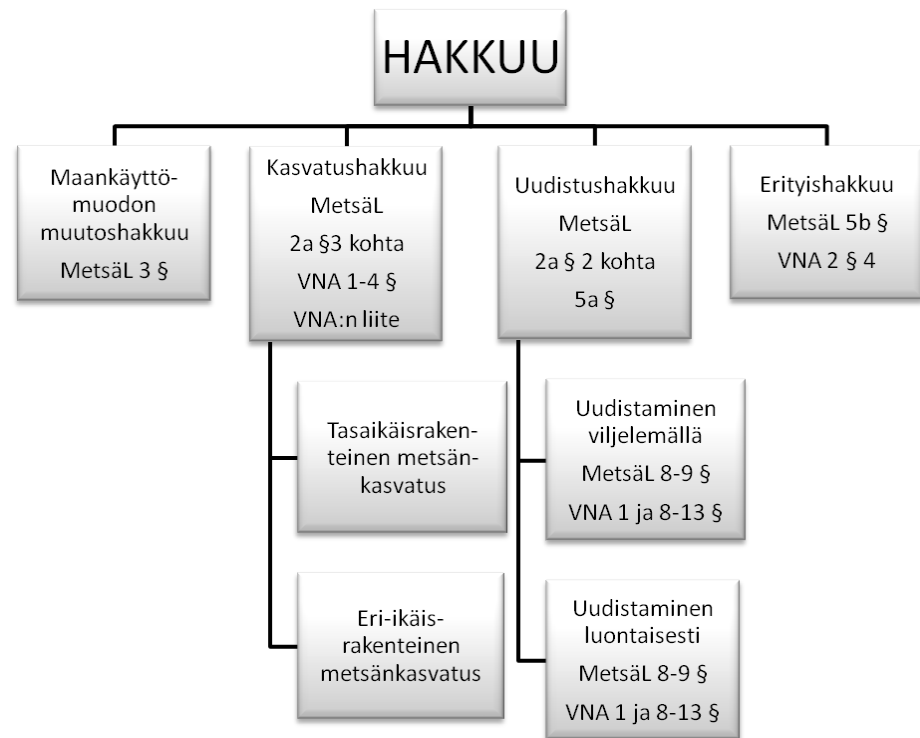 HAKKUU
Maankäyttö-
muodon
muutoshakkuu
MetsäL 3 §
Kasvatushakkuu
MetsäL
2a §3 kohta
VNA 1-4 §
VNA:n liite
Uudistushakkuu
MetsäL
2a § 2 kohta
5a §
Erityishakkuu
MetsäL 5b §
VNA 2 § 4
Tasaikäisraken-
teinen metsän-
kasvatus
Eri-ikäis-
rakenteinen
metsänkasvatus
Uudistaminen
viljelemällä
MetsäL 8-9 §
VNA 1 ja 8-13 §
Uudistaminen
luontaisesti
MetsäL 8-9 §
VNA 1 ja 8-13 §